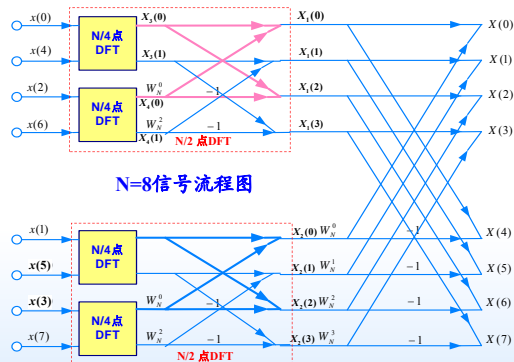 x(0) N/4点 DFT X₃(0) X₁(0) X(0)
x(4) X₃(1) X₁(1) X(1)
x(2) N/4点 DFT W_N^0 X₄(0) −1 X₁(2) X(2)
x(6) W_N^2 X₄(1) −1 X₁(3) X(3)
N/2 点DFT
N=8信号流程图
x(1) N/4点 DFT X₂(0) W_N^0 −1 X(4)
x(5) X₂(1) W_N^1 −1 X(5)
x(3) N/4点 DFT W_N^0 −1 X₂(2) W_N^2 −1 X(6)
x(7) W_N^2 −1 X₂(3) W_N^3 −1 X(7)
N/2 点DFT